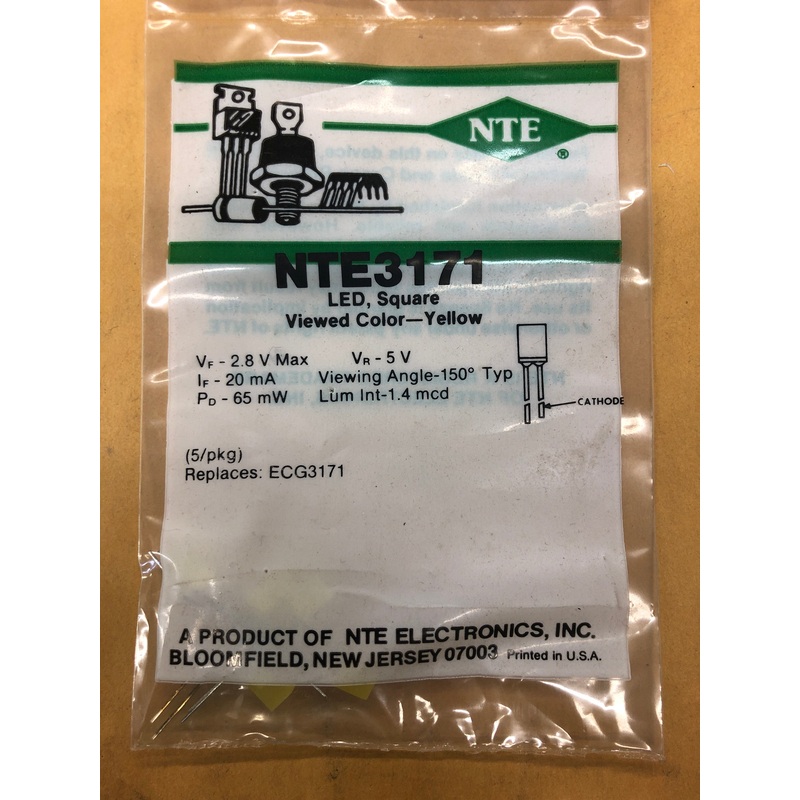 NTE
®
NTE3171
LED, Square
Viewed Color—Yellow
VF - 2.8 V Max VR - 5 V
IF - 20 mA Viewing Angle-150° Typ
PD - 65 mW Lum Int-1.4 mcd
CATHODE
(5/pkg)
Replaces: ECG3171
A PRODUCT OF NTE ELECTRONICS, INC.
BLOOMFIELD, NEW JERSEY 07003 Printed in U.S.A.